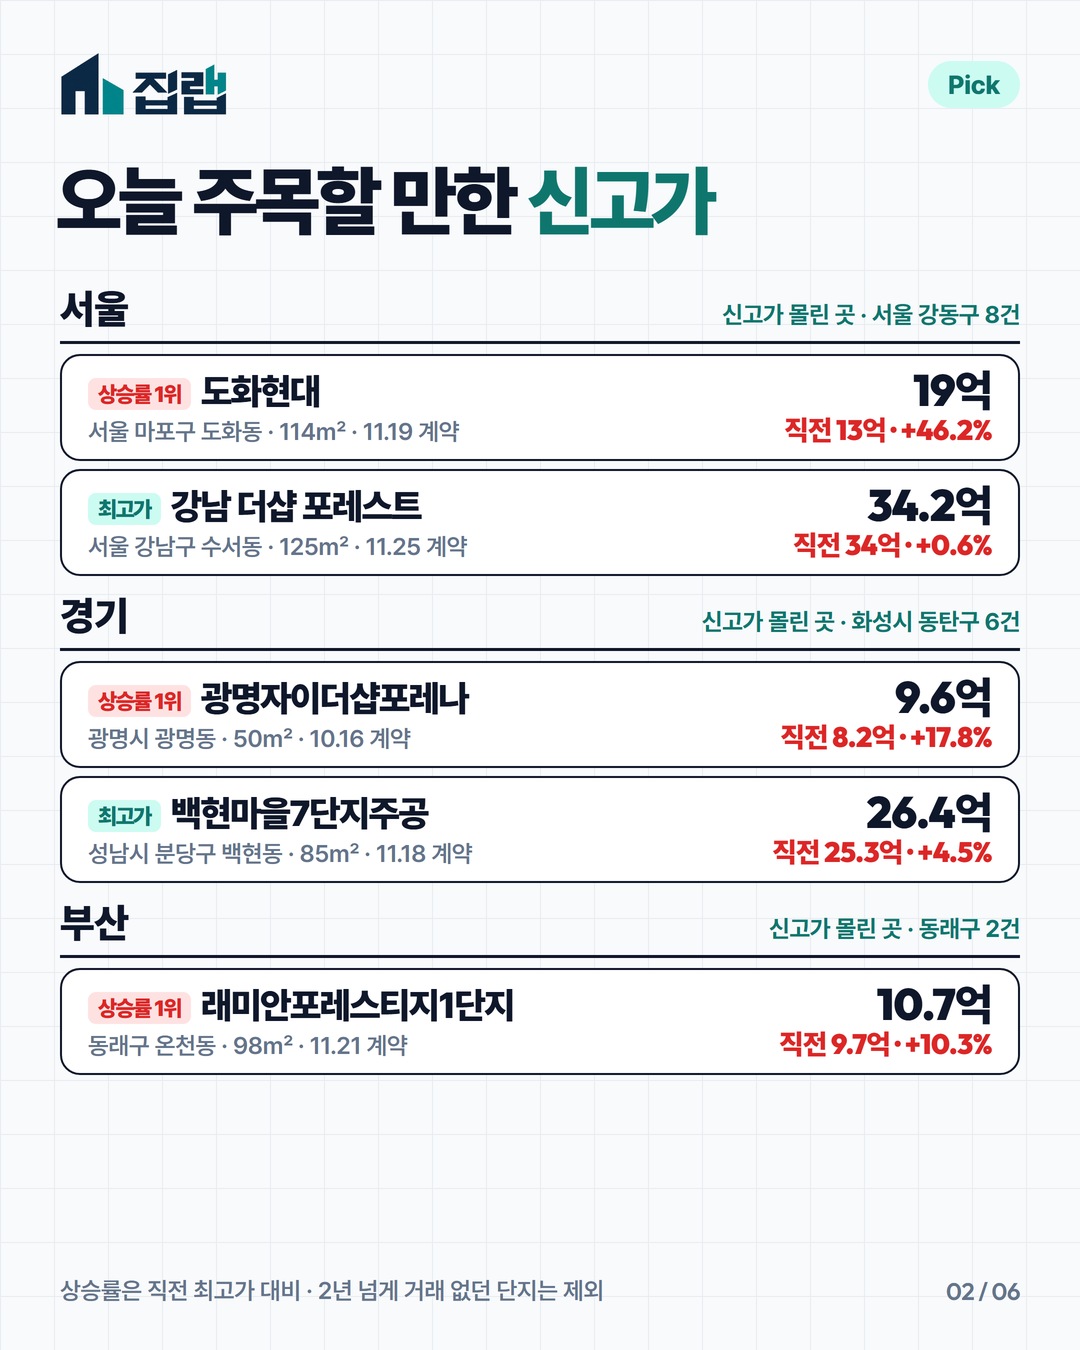 집랩
Pick
오늘 주목할 만한 신고가
서울
신고가 몰린 곳 · 서울 강동구 8건
상승률 1위 도화현대
19억
서울 마포구 도화동 · 114m² · 11.19 계약
직전 13억 · +46.2%
최고가 강남 더샵 포레스트
34.2억
서울 강남구 수서동 · 125m² · 11.25 계약
직전 34억 · +0.6%
경기
신고가 몰린 곳 · 화성시 동탄구 6건
상승률 1위 광명자이더샵포레나
9.6억
광명시 광명동 · 50m² · 10.16 계약
직전 8.2억 · +17.8%
최고가 백현마을7단지주공
26.4억
성남시 분당구 백현동 · 85m² · 11.18 계약
직전 25.3억 · +4.5%
부산
신고가 몰린 곳 · 동래구 2건
상승률 1위 래미안포레스티지1단지
10.7억
동래구 온천동 · 98m² · 11.21 계약
직전 9.7억 · +10.3%
상승률은 직전 최고가 대비 · 2년 넘게 거래 없던 단지는 제외
02 / 06